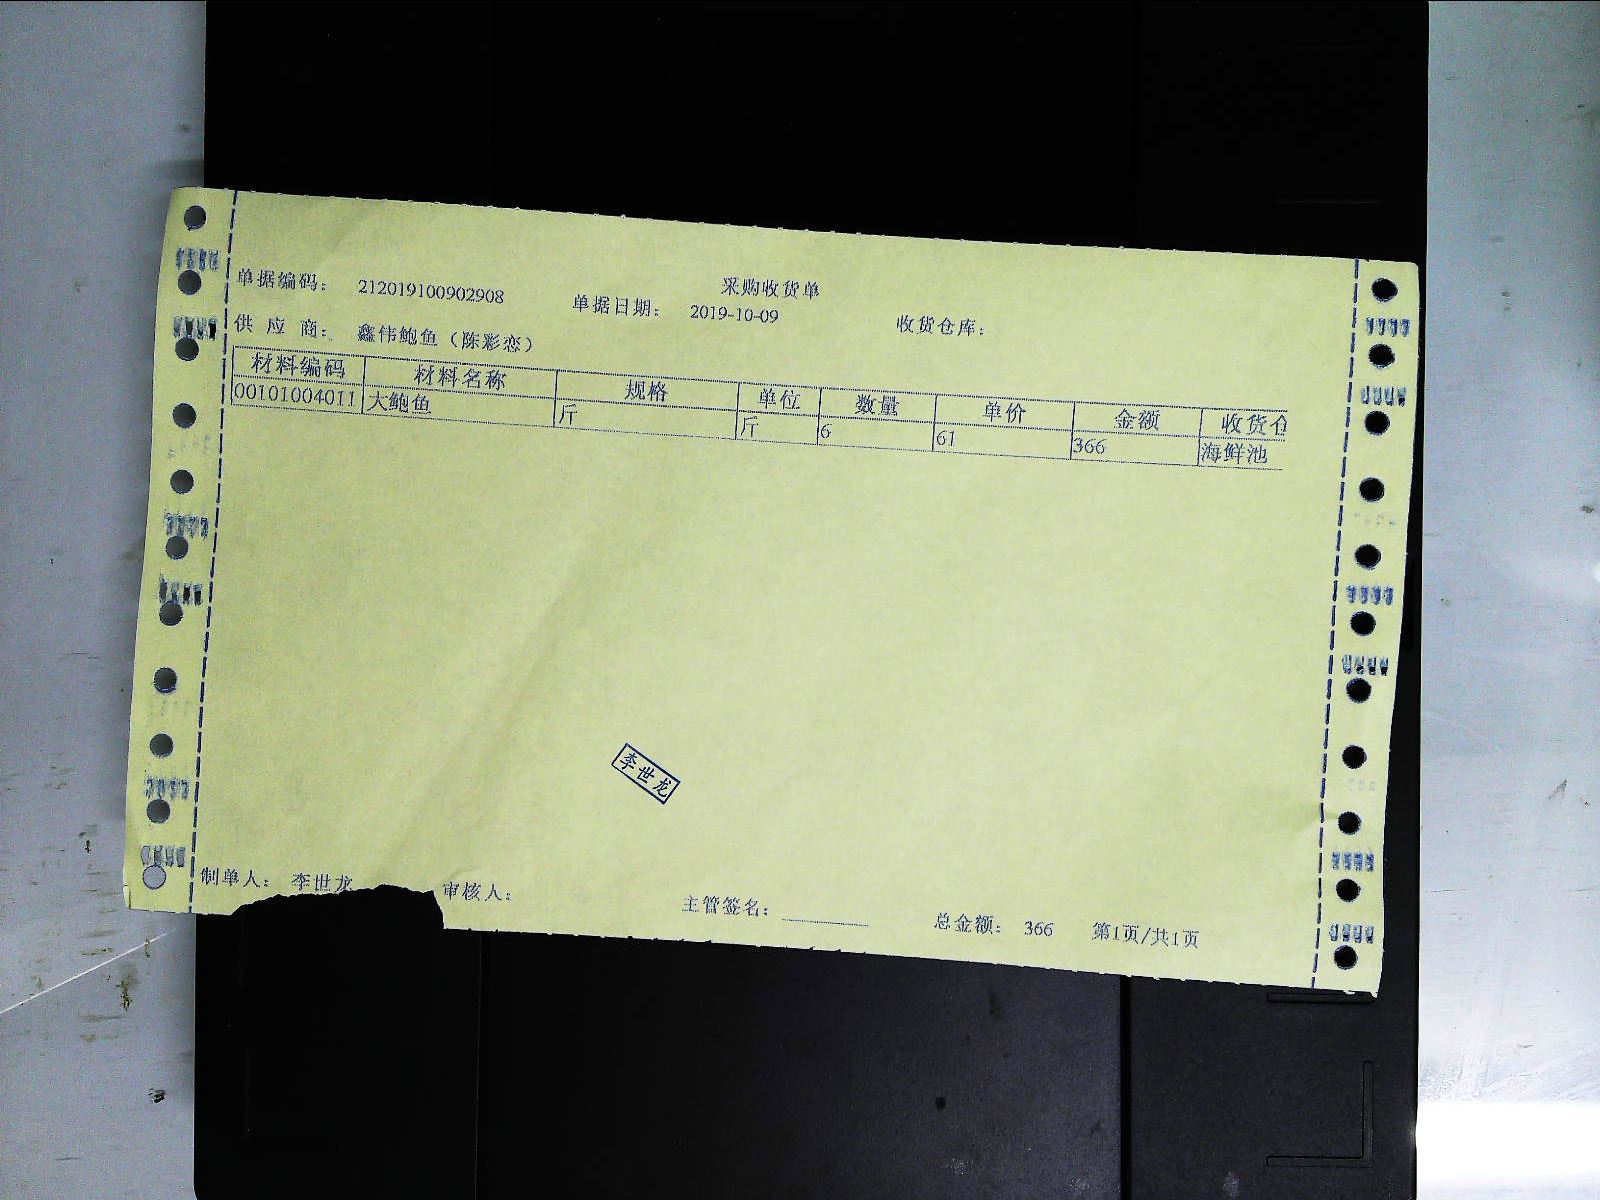 采购收货单
单据编码： 212019100902908 单据日期： 2019-10-09 收货仓库：
供 应 商： 鑫伟鲍鱼（陈彩恋）
材料编码 材料名称 规格 单位 数量 单价 金额 收货仓
00101004011 大鲍鱼 斤 斤 6 61 366 海鲜池
李世龙
制单人： 李世龙 审核人： 主管签名： 总金额： 366 第1页/共1页